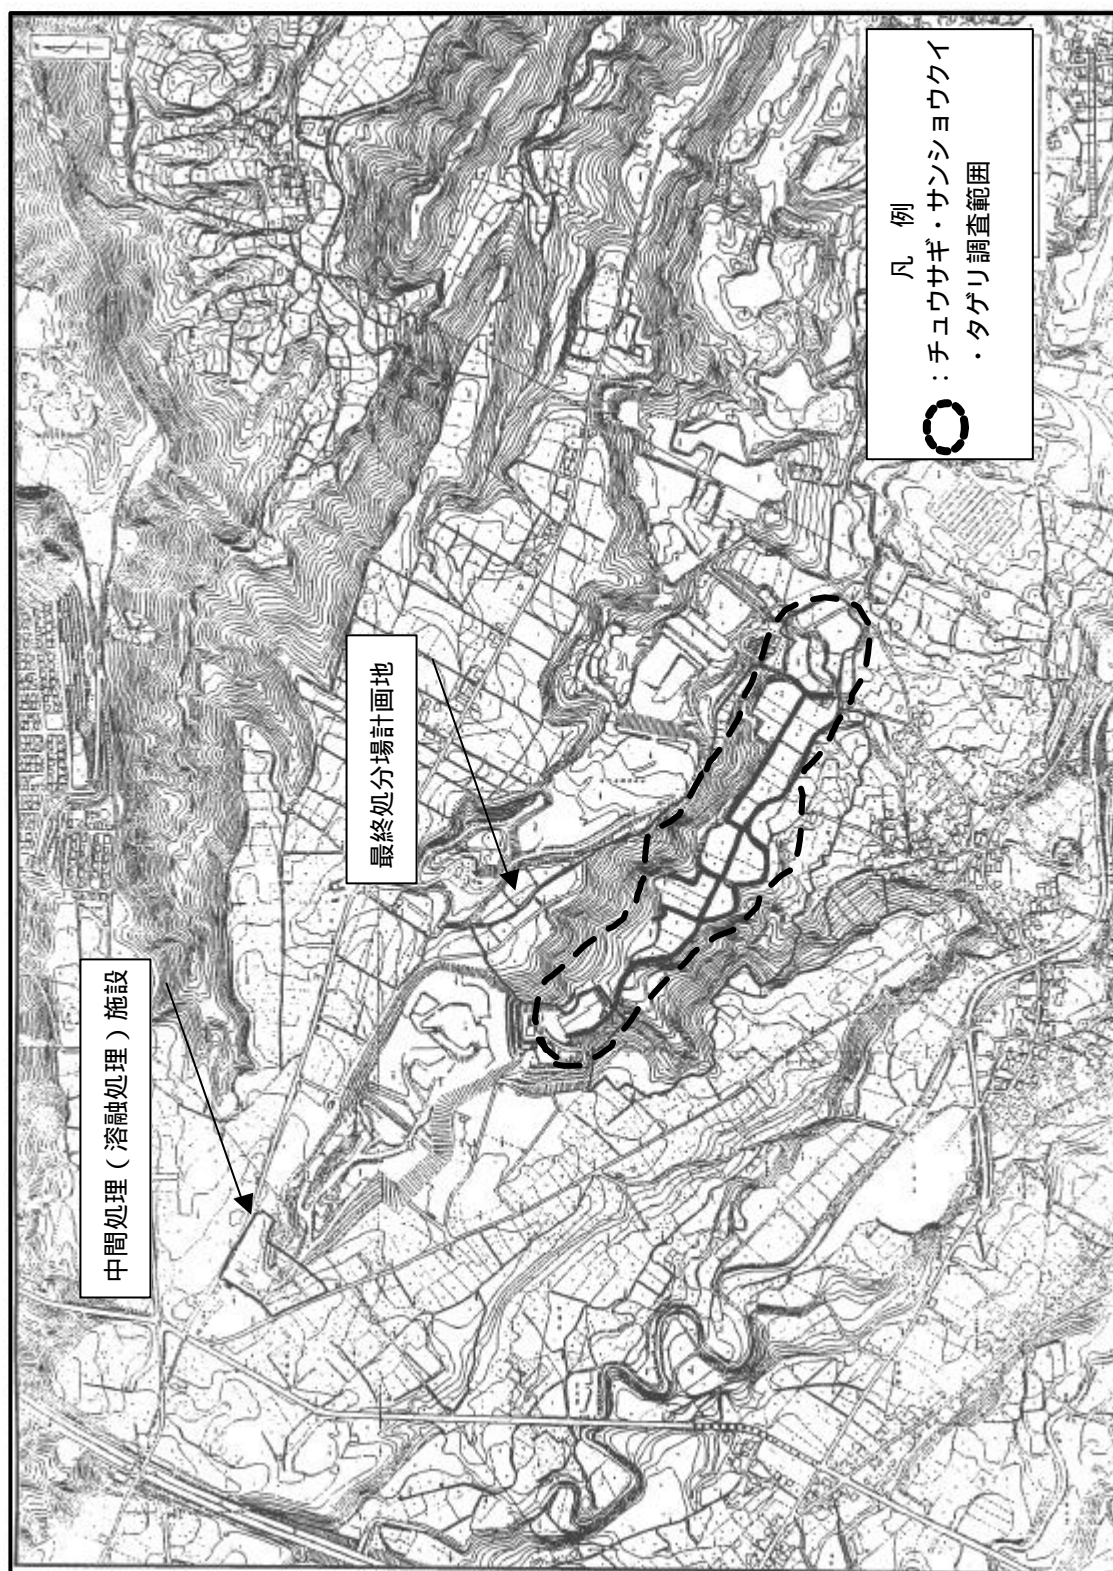 中間処理（溶融処理）施設
最終処分場計画地
凡　例
：チュウサギ・サンショウクイ
・タゲリ調査範囲